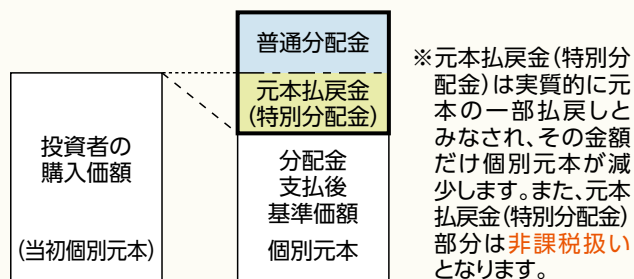 普通分配金
元本払戻金
(特別分配金)
投資者の
購入価額
(当初個別元本)
分配金
支払後
基準価額
個別元本
※元本払戻金(特別分
配金)は実質的に元
本の一部払戻しと
みなされ、その金額
だけ個別元本が減
少します。また、元本
払戻金(特別分配金)
部分は非課税扱い
となります。